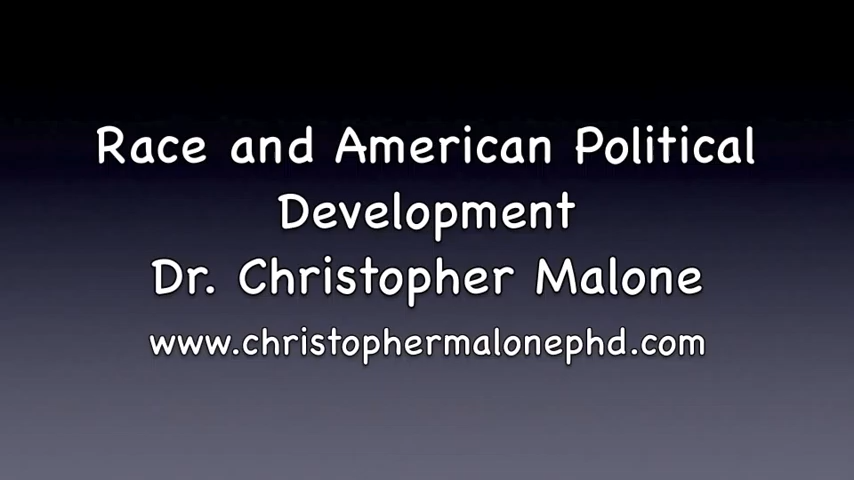 Race and American Political
Development
Dr. Christopher Malone
www.christophermalonephd.com